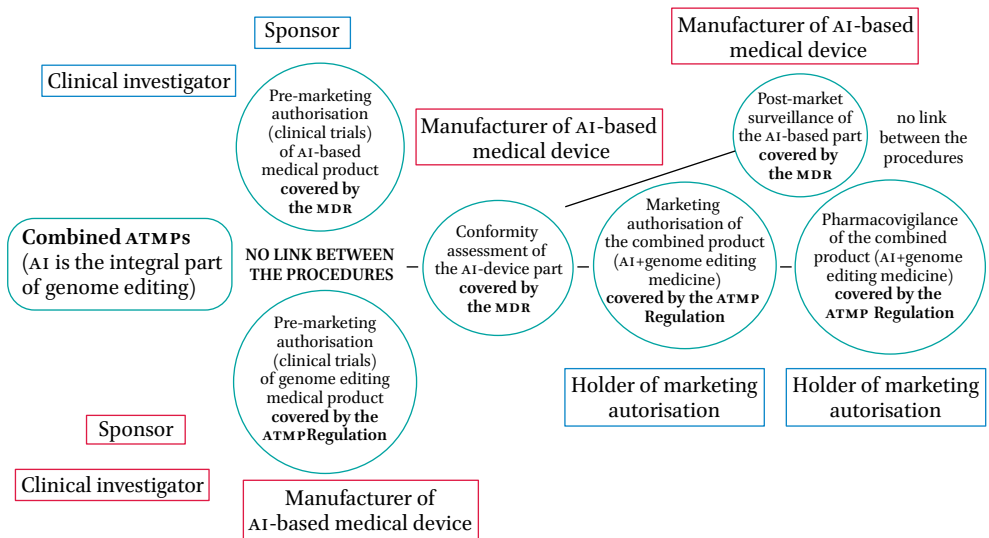 Sponsor
Clinical investigator
Pre-marketing
authorisation
(clinical trials)
of AI-based
medical product
covered by
the MDR
Manufacturer of AI-based
medical device
Manufacturer of AI-based
medical device
Post-market
surveillance of
the AI-based part
covered by
the MDR
no link
between the
procedures
Combined ATMPs
(AI is the integral part
of genome editing)
NO LINK BETWEEN
THE PROCEDURES
Conformity
assessment of
the AI-device part
covered by
the MDR
Marketing
authorisation of
the combined product
(AI+genome editing
medicine)
covered by the ATMP
Regulation
Pharmacovigilance
of the combined
product (AI+genome
editing medicine)
covered by the
ATMP Regulation
Pre-marketing
authorisation
(clinical trials)
of genome editing
medical product
covered by the
ATMPRegulation
Holder of marketing
autorisation
Holder of marketing
autorisation
Sponsor
Clinical investigator
Manufacturer of
AI-based medical device